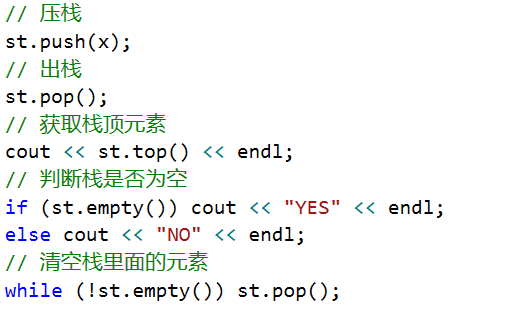 // 压栈
st.push(x);
// 出栈
st.pop();
// 获取栈顶元素
cout << st.top() << endl;
// 判断栈是否为空
if (st.empty()) cout << "YES" << endl;
else cout << "NO" << endl;
// 清空栈里面的元素
while (!st.empty()) st.pop();